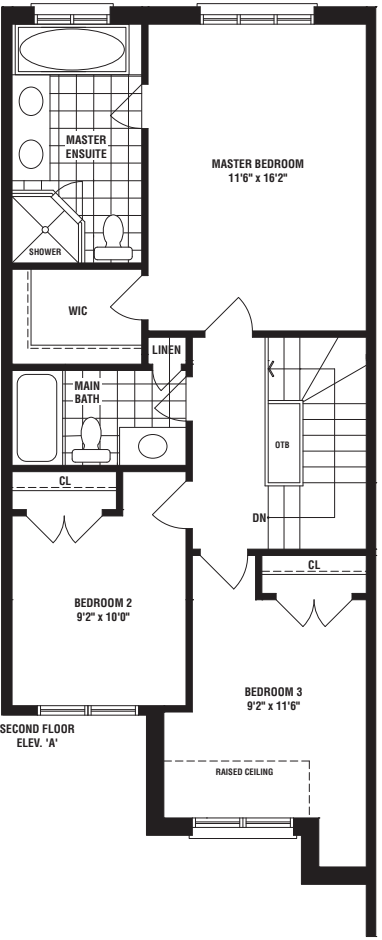 MASTER
ENSUITE
MASTER BEDROOM
11'6" x 16'2"
SHOWER
WIC
LINEN
MAIN
BATH
OTB
CL
DN
CL
BEDROOM 2
9'2" x 10'0"
BEDROOM 3
9'2" x 11'6"
SECOND FLOOR
ELEV. 'A'
RAISED CEILING